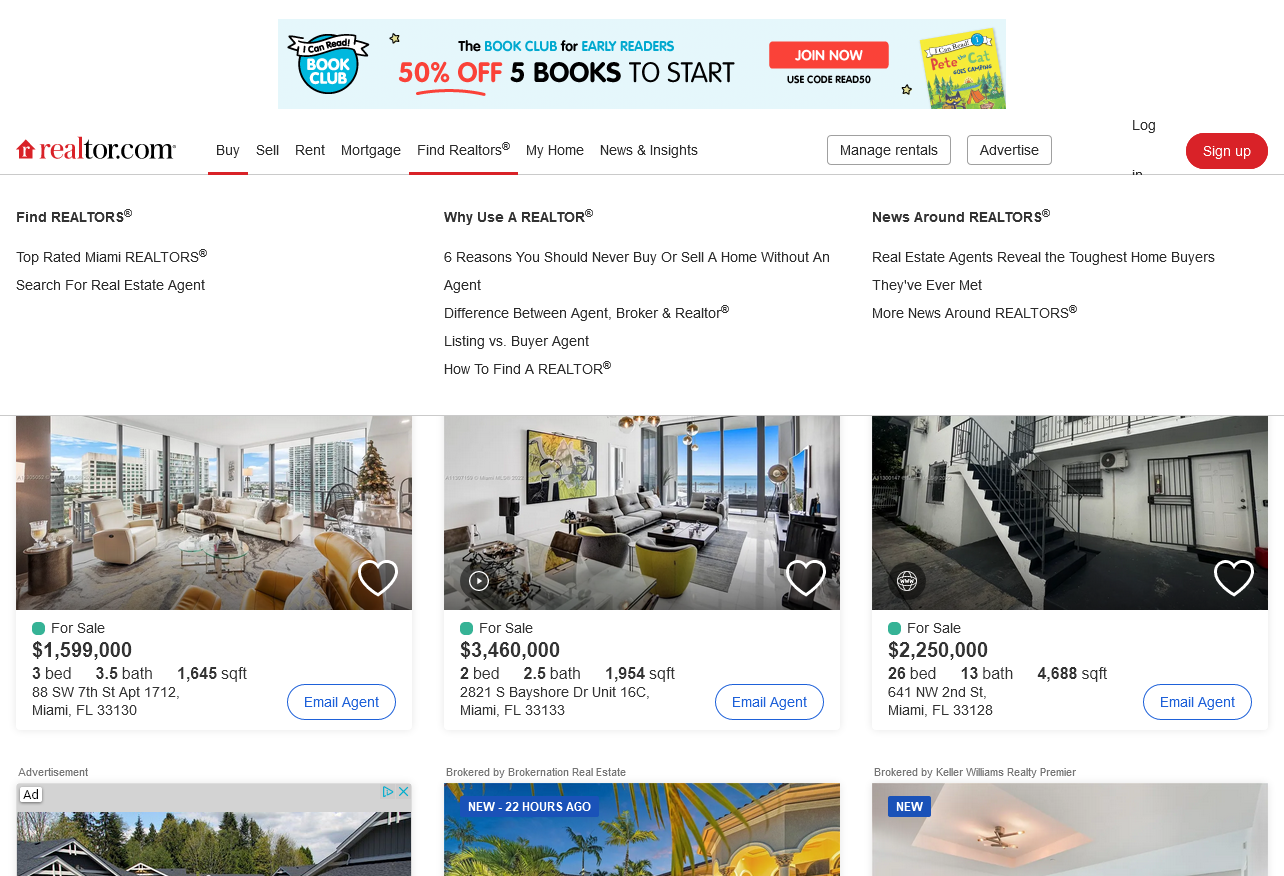 I Can Read!
BOOK
CLUB
The BOOK CLUB for EARLY READERS
50% OFF 5 BOOKS TO START
JOIN NOW
USE CODE READ50
I Can Read!
1
Pete the Cat
GOES CAMPING
realtor.com®
Buy
Sell
Rent
Mortgage
Find Realtors®
My Home
News & Insights
Manage rentals
Advertise
Log
in
Sign up
Find REALTORS®
Top Rated Miami REALTORS®
Search For Real Estate Agent
Why Use A REALTOR®
6 Reasons You Should Never Buy Or Sell A Home Without An
Agent
Difference Between Agent, Broker & Realtor®
Listing vs. Buyer Agent
How To Find A REALTOR®
News Around REALTORS®
Real Estate Agents Reveal the Toughest Home Buyers
They've Ever Met
More News Around REALTORS®
For Sale
$1,599,000
3 bed 3.5 bath 1,645 sqft
88 SW 7th St Apt 1712,
Miami, FL 33130
Email Agent
For Sale
$3,460,000
2 bed 2.5 bath 1,954 sqft
2821 S Bayshore Dr Unit 16C,
Miami, FL 33133
Email Agent
WWW
For Sale
$2,250,000
26 bed 13 bath 4,688 sqft
641 NW 2nd St,
Miami, FL 33128
Email Agent
Advertisement
Ad
Brokered by Brokernation Real Estate
NEW - 22 HOURS AGO
Brokered by Keller Williams Realty Premier
NEW